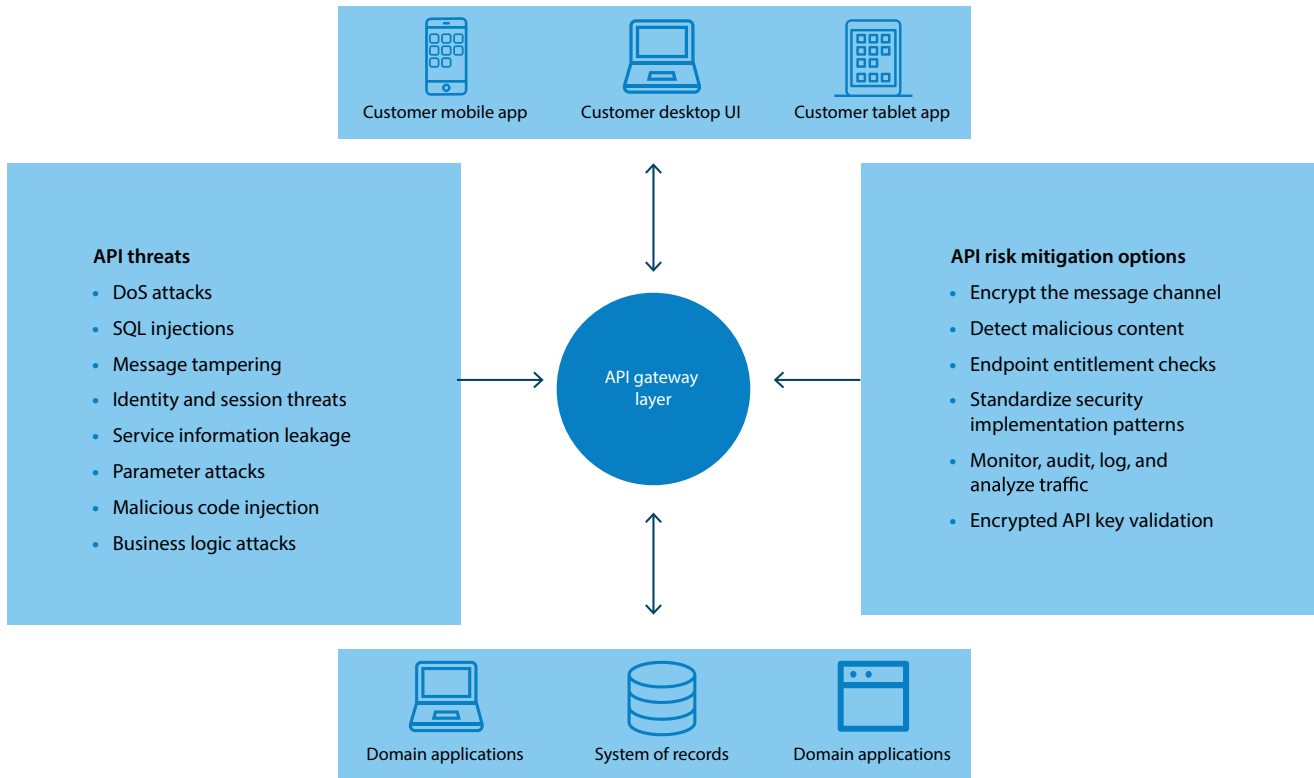 Customer mobile app
Customer desktop UI
Customer tablet app
API threats
• DoS attacks
• SQL injections
• Message tampering
• Identity and session threats
• Service information leakage
• Parameter attacks
• Malicious code injection
• Business logic attacks
API gateway
layer
API risk mitigation options
• Encrypt the message channel
• Detect malicious content
• Endpoint entitlement checks
• Standardize security
implementation patterns
• Monitor, audit, log, and
analyze traffic
• Encrypted API key validation
Domain applications
System of records
Domain applications